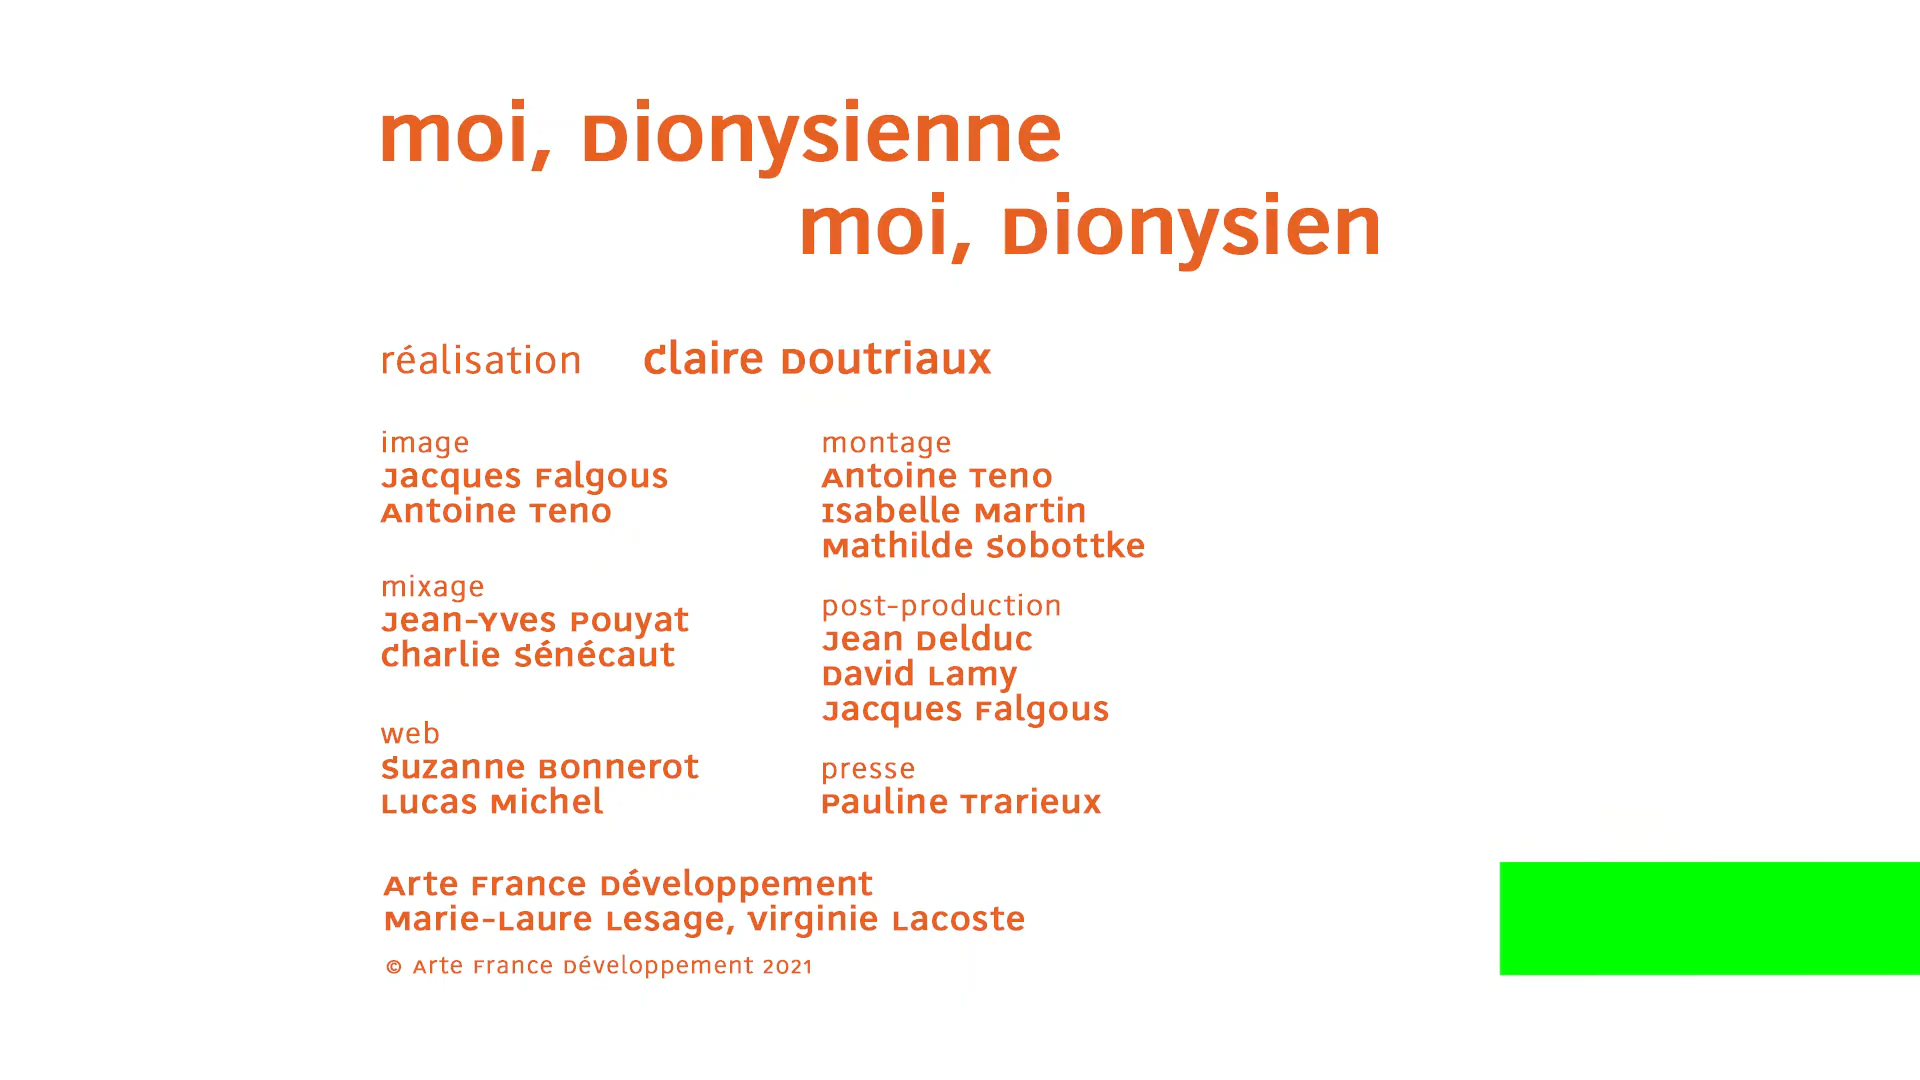 moi, Dionysienne
moi, Dionysien
réalisation Claire Doutriaux
image
Jacques Falgous
Antoine Teno
montage
Antoine Teno
Isabelle Martin
Mathilde Sobottke
mixage
Jean-Yves Pouyat
Charlie Sénécaut
post-production
Jean Delduc
David Lamy
Jacques Falgous
web
Suzanne Bonnerot
Lucas Michel
presse
Pauline Trarieux
Arte France Développement
Marie-Laure Lesage, Virginie Lacoste
© Arte France Développement 2021